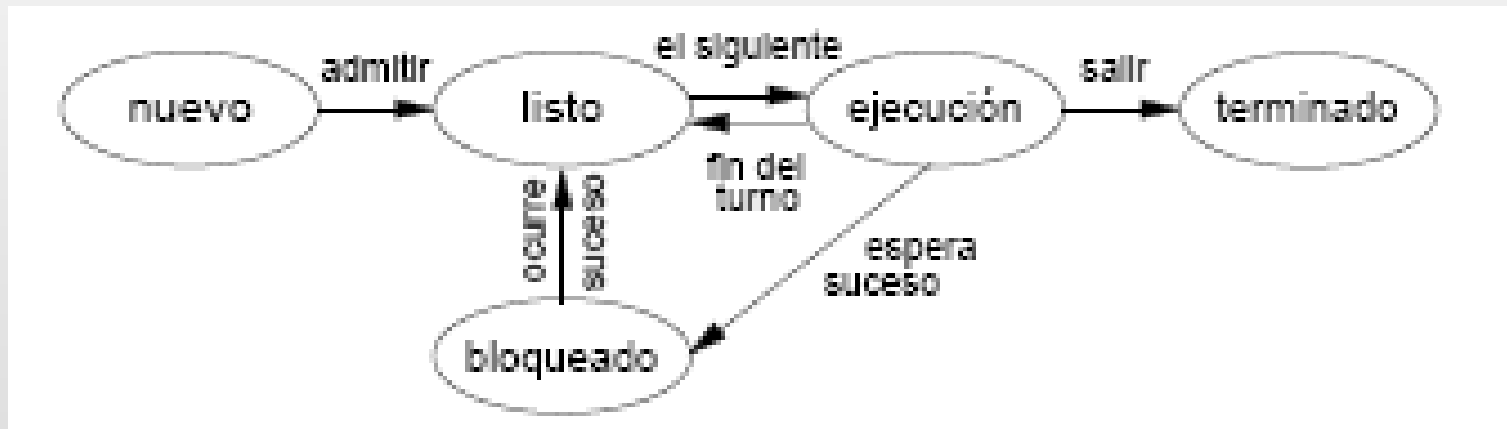 nuevo
admitir
listo
el siguiente
ejecución
salir
terminado
fin del
turno
ocurre
suceso
espera
suceso
bloqueado